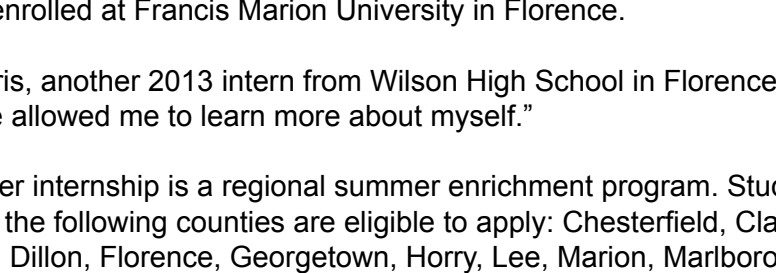 enrolled at Francis Marion University in Florence.
ris, another 2013 intern from Wilson High School in Florence
e allowed me to learn more about myself.”
er internship is a regional summer enrichment program. Stud
the following counties are eligible to apply: Chesterfield, Cla
Dillon, Florence, Georgetown, Horry, Lee, Marion, Marlboro